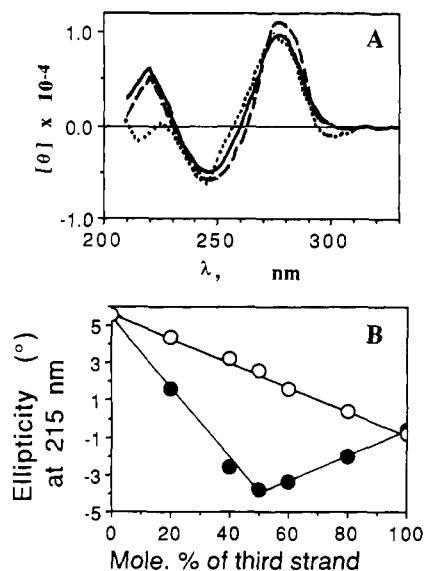 A
[θ] x 10⁻⁴
1.0
0.0
-1.0
200 250 300
λ, nm
B
Ellipticity (°)
at 215 nm
5
3
1
-1
-3
-5
0 20 40 60 80 100
Mole. % of third strand